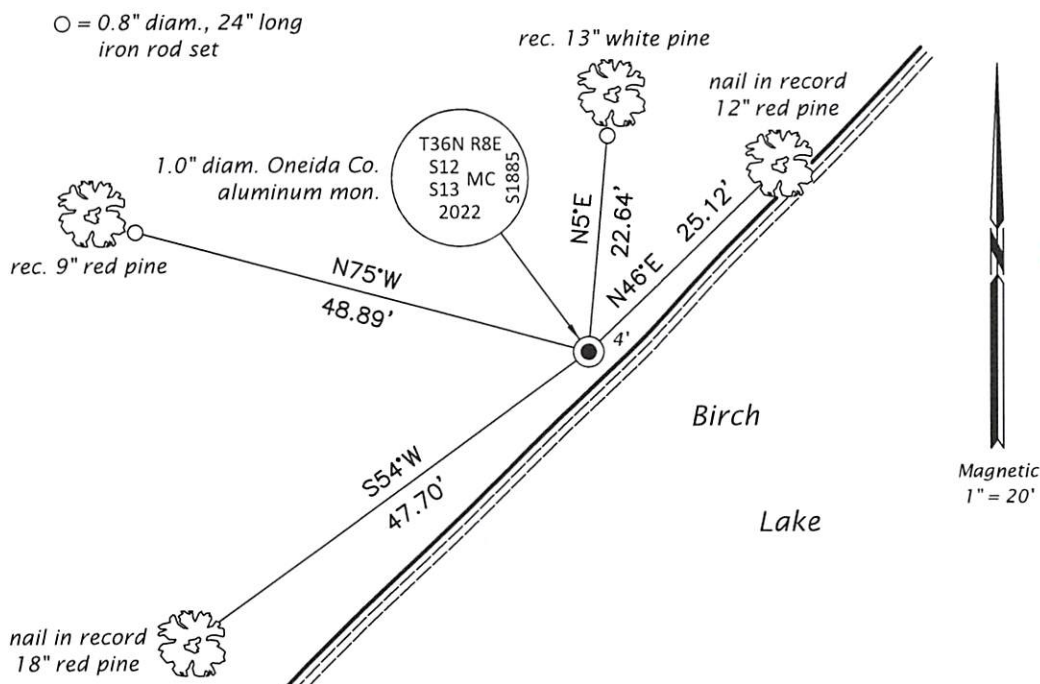 ○ = 0.8" diam., 24" long
iron rod set
rec. 13" white pine
nail in record
12" red pine
1.0" diam. Oneida Co.
aluminum mon.
T36N R8E
S12
S13 MC
2022
S1885
rec. 9" red pine
N75°W
48.89'
N5°E
22.64'
N46°E
25.12'
4'
S54°W
47.70'
Birch
Lake
nail in record
18" red pine
N
Magnetic
1" = 20'